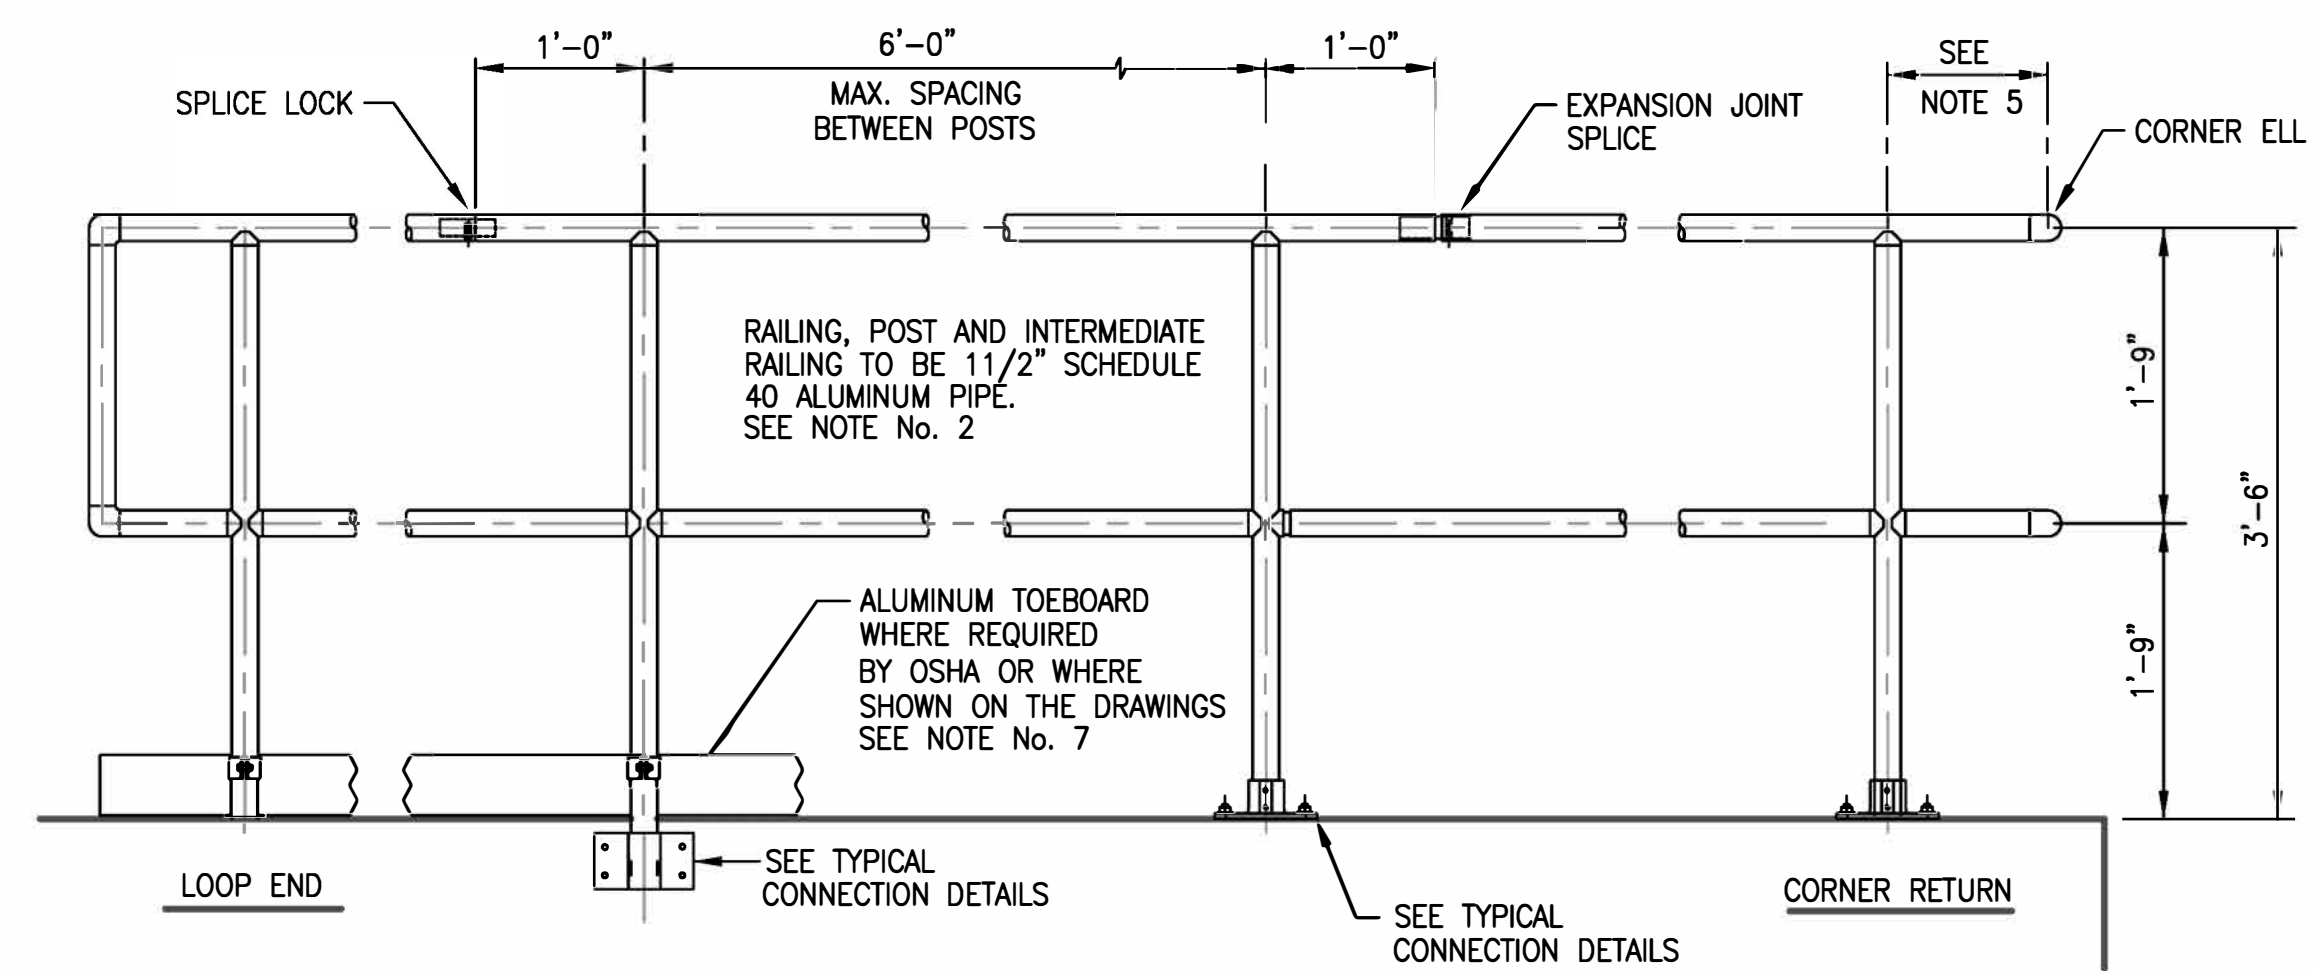 1'-0"
6'-0"
1'-0"
SEE
NOTE 5
MAX. SPACING
BETWEEN POSTS
SPLICE LOCK
EXPANSION JOINT
SPLICE
CORNER ELL
RAILING, POST AND INTERMEDIATE
RAILING TO BE 11/2" SCHEDULE
40 ALUMINUM PIPE.
SEE NOTE No. 2
1'-9"
3'-6"
1'-9"
ALUMINUM TOEBOARD
WHERE REQUIRED
BY OSHA OR WHERE
SHOWN ON THE DRAWINGS
SEE NOTE No. 7
LOOP END
SEE TYPICAL
CONNECTION DETAILS
SEE TYPICAL
CONNECTION DETAILS
CORNER RETURN